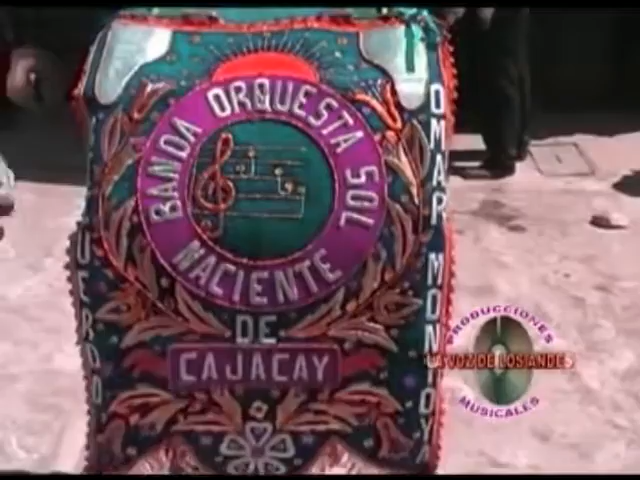 BANDA ORQUESTA SOL
NACIENTE
DE
CAJACAY
OMAR MONTOYA
PRODUCCIONES
LA VOZ DE LOS ANDES
MUSICALES